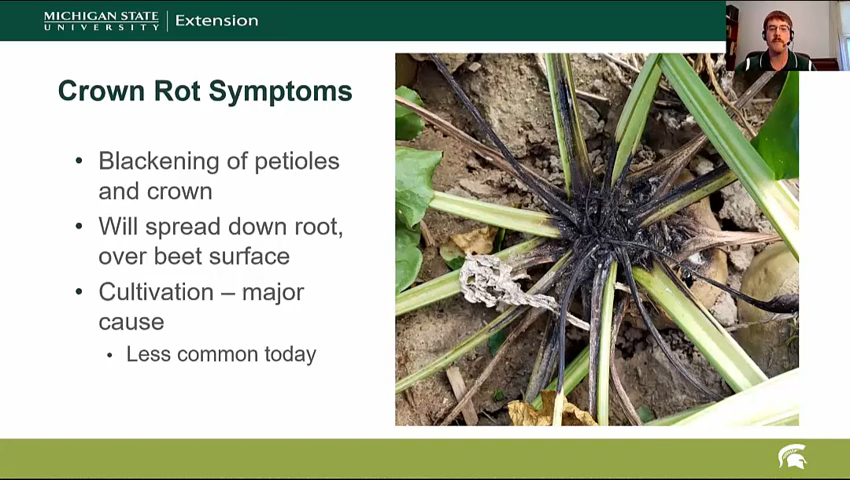 MICHIGAN STATE
UNIVERSITY
Extension
Crown Rot Symptoms
• Blackening of petioles
and crown
• Will spread down root,
over beet surface
• Cultivation – major
cause
• Less common today